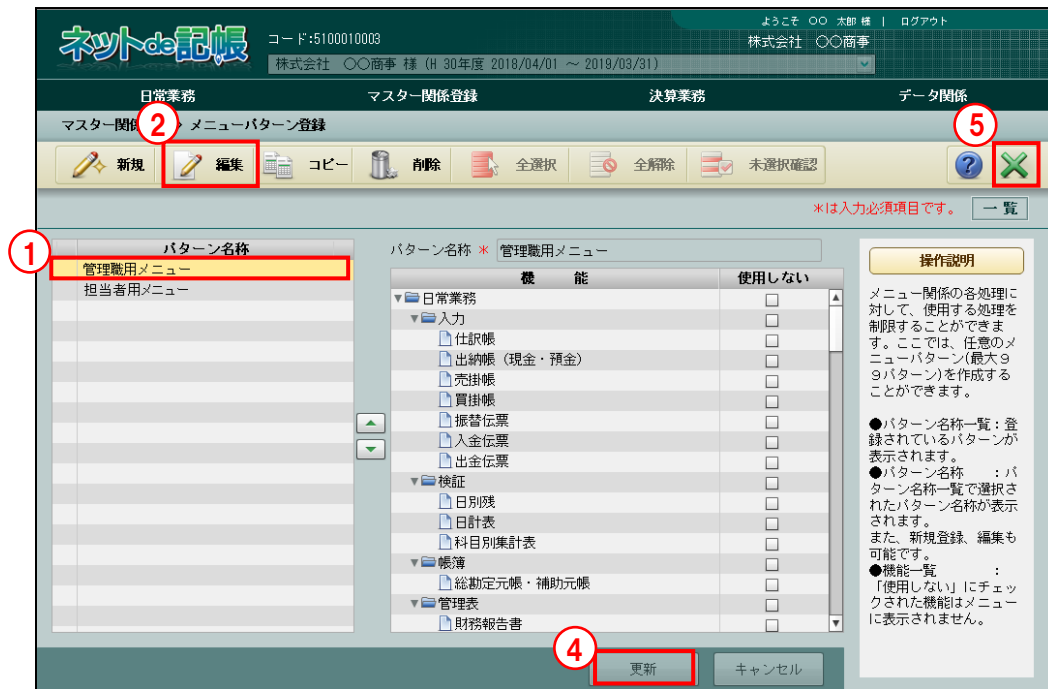 ようこそ 〇〇 太郎 様 | ログアウト
ネットde記帳
コード:5100010003
株式会社 〇〇商事
株式会社 〇〇商事 様 (H 30年度 2018/04/01 ~ 2019/03/31)
日常業務 マスター関係登録 決算業務 データ関係
マスター関係 メニューパターン登録
② ⑤
新規 編集 コピー 削除 全選択 全解除 未選択確認 ?
*は入力必須項目です。 一覧
①
パターン名称
管理職用メニュー
担当者用メニュー
パターン名称 * 管理職用メニュー
機 能 使用しない
日常業務
入力
仕訳帳
出納帳（現金・預金）
売掛帳
買掛帳
振替伝票
入金伝票
出金伝票
検証
日別残
日計表
科目別集計表
帳簿
総勘定元帳・補助元帳
管理表
財務報告書
操作説明
メニュー関係の各処理に
対して、使用する処理を
制限することができま
す。ここでは、任意のメ
ニューパターン(最大９
９パターン)を作成する
ことができます。
●パターン名称一覧：登
録されているパターンが
表示されます。
●パターン名称 ：パ
ターン名称一覧で選択さ
れたパターン名称が表示
されます。
また、新規登録、編集も
可能です。
●機能一覧 ：
「使用しない」にチェッ
クされた機能はメニュー
に表示されません。
④
更新 キャンセル